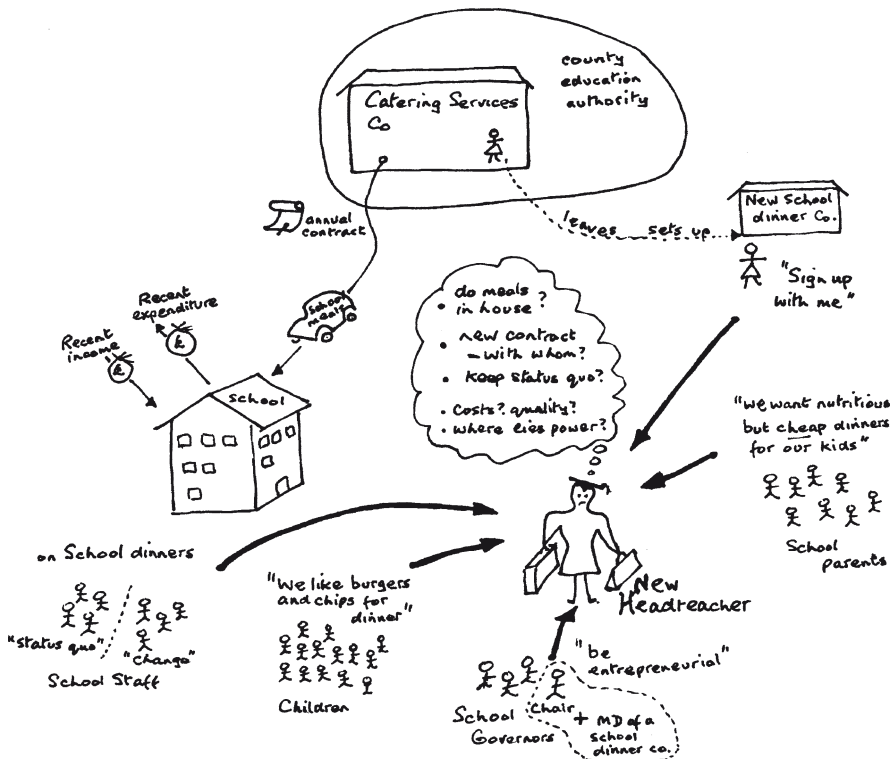 county
education
authority
Catering Services
Co
annual
contract
leaves sets up
New School
dinner Co.
"Sign up
with me"
Recent
expenditure
Recent
income
£
£
School
meals
School
• do meals
in house?
• new contract
– with whom?
• keep status quo?
• costs? quality?
• where lies power?
"we want nutritious
but cheap dinners
for our kids"
School
parents
on School dinners
"Status quo"
"Change"
School Staff
"We like burgers
and chips for
dinner"
Children
New
Headteacher
"be
entrepreneurial"
School
Governors
Chair
+ MD of a
school
dinner co.